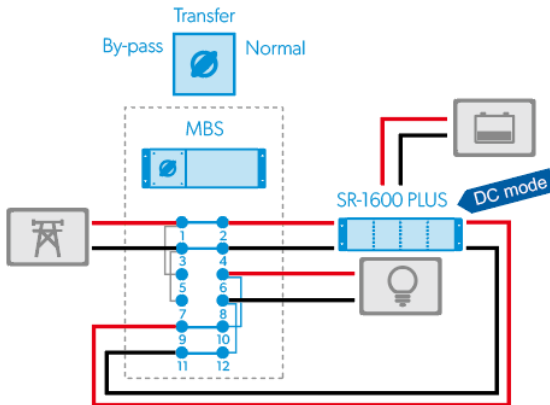 Transfer
By-pass Normal
MBS
SR-1600 PLUS
DC mode
1 2
3 4
5 6
7 8
9 10
11 12